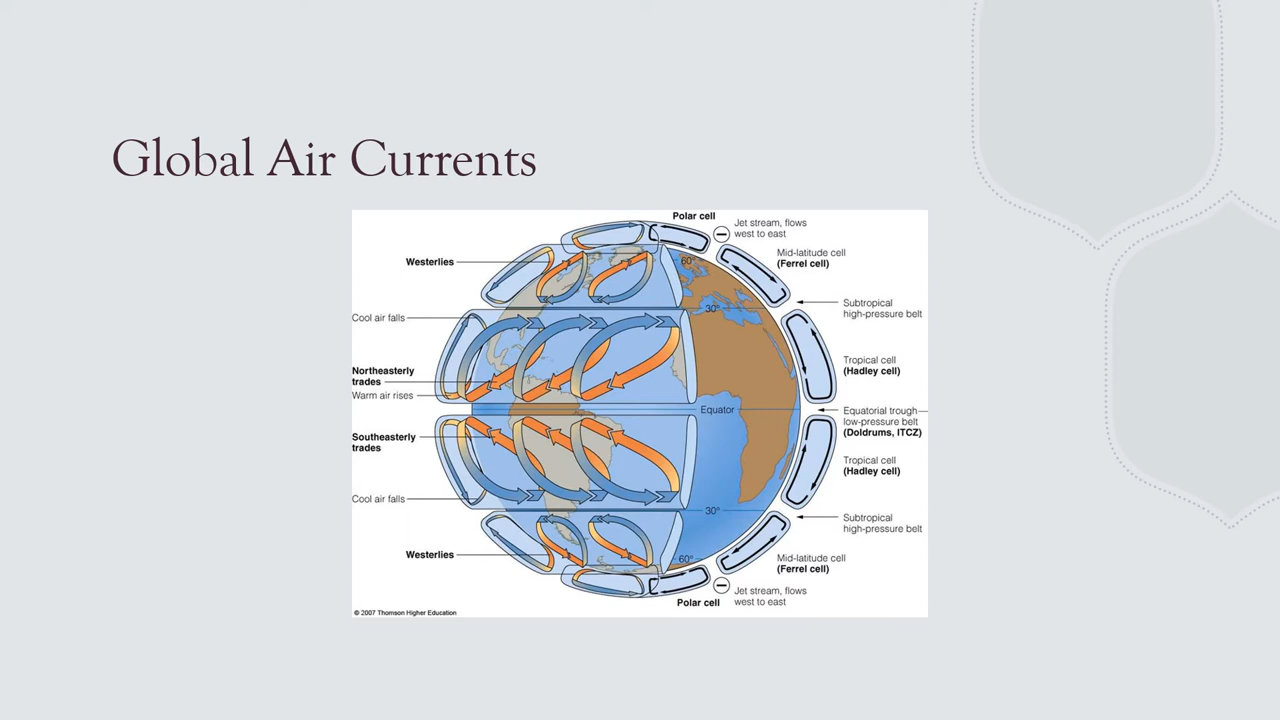 Global Air Currents
Polar cell
Jet stream, flows
west to east
Westerlies
60°
Mid-latitude cell
(Ferrel cell)
30°
Subtropical
high-pressure belt
Cool air falls
Northeasterly
trades
Warm air rises
Tropical cell
(Hadley cell)
Equator
Equatorial trough—
low-pressure belt
(Doldrums, ITCZ)
Southeasterly
trades
Tropical cell
(Hadley cell)
Cool air falls
30°
Subtropical
high-pressure belt
Westerlies
60°
Mid-latitude cell
(Ferrel cell)
Jet stream, flows
west to east
Polar cell
© 2007 Thomson Higher Education